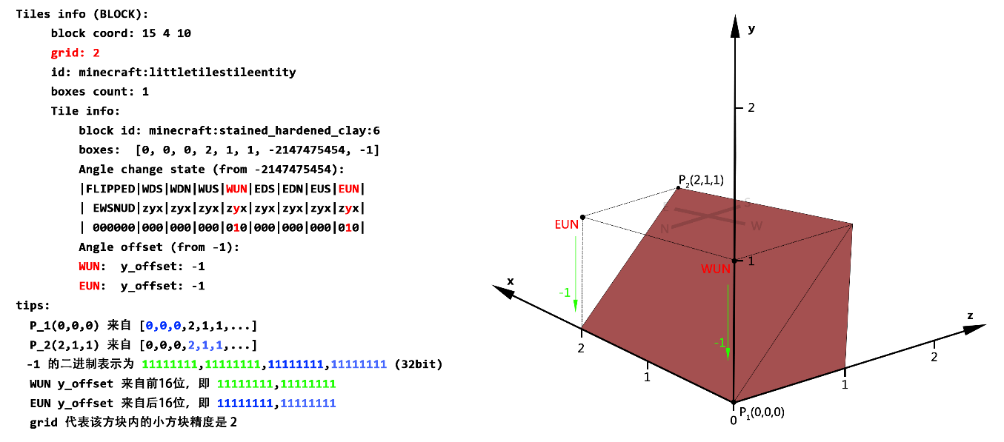 Tiles info (BLOCK):
block coord: 15 4 10
grid: 2
id: minecraft:littletilestileentity
boxes count: 1
Tile info:
block id: minecraft:stained_hardened_clay:6
boxes:  [0, 0, 0, 2, 1, 1, -2147475454, -1]
Angle change state (from -2147475454):
|FLIPPED|WDS|WDN|WUS|WUN|EDS|EDN|EUS|EUN|
| EWSNUD|zyx|zyx|zyx|zyx|zyx|zyx|zyx|zyx|
| 000000|000|000|000|010|000|000|000|010|
Angle offset (from -1):
WUN:  y_offset: -1
EUN:  y_offset: -1
tips:
P_1(0,0,0) 来自 [0,0,0,2,1,1,...]
P_2(2,1,1) 来自 [0,0,0,2,1,1,...]
-1 的二进制表示为 11111111,11111111,11111111,11111111 (32bit)
WUN y_offset 来自前16位，即 11111111,11111111
EUN y_offset 来自后16位，即 11111111,11111111
grid 代表该方块内的小方块精度是 2
y
2
P2(2,1,1)
EUN
N
W
WUN
1
x
-1
-1
z
2
1
1
2
0
P1(0,0,0)